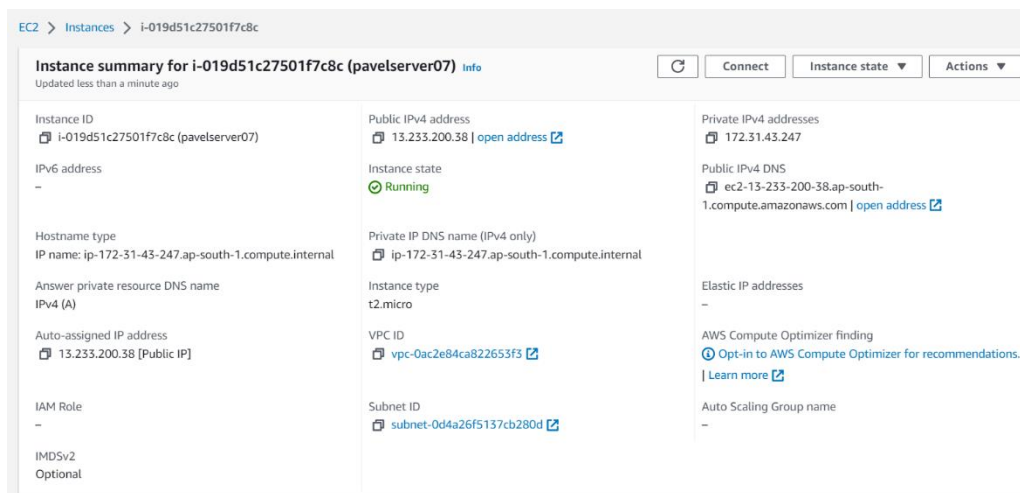 EC2 > Instances > i-019d51c27501f7c8c
Instance summary for i-019d51c27501f7c8c (pavelserver07) Info
Updated less than a minute ago
Connect
Instance state ▼
Actions ▼
Instance ID
i-019d51c27501f7c8c (pavelserver07)
Public IPv4 address
13.233.200.38 | open address
Private IPv4 addresses
172.31.43.247
IPv6 address
–
Instance state
Running
Public IPv4 DNS
ec2-13-233-200-38.ap-south-
1.compute.amazonaws.com | open address
Hostname type
IP name: ip-172-31-43-247.ap-south-1.compute.internal
Private IP DNS name (IPv4 only)
ip-172-31-43-247.ap-south-1.compute.internal
Answer private resource DNS name
IPv4 (A)
Instance type
t2.micro
Elastic IP addresses
–
Auto-assigned IP address
13.233.200.38 [Public IP]
VPC ID
vpc-0ac2e84ca822653f3
AWS Compute Optimizer finding
Opt-in to AWS Compute Optimizer for recommendations.
| Learn more
IAM Role
–
Subnet ID
subnet-0d4a26f5137cb280d
Auto Scaling Group name
–
IMDSv2
Optional